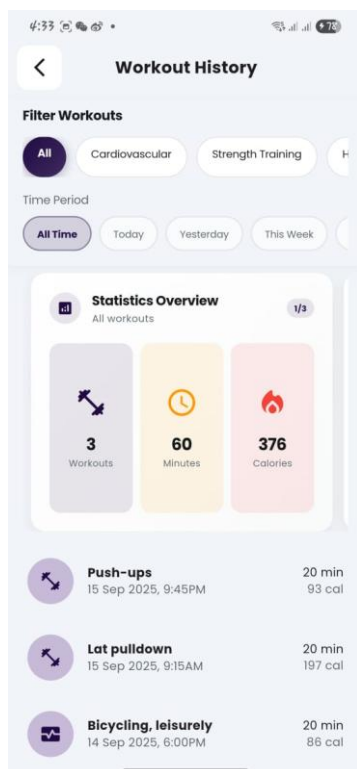 4:33
78
Workout History
Filter Workouts
All Cardiovascular Strength Training H
Time Period
All Time Today Yesterday This Week
Statistics Overview 1/3
All workouts
3 60 376
Workouts Minutes Calories
Push-ups 20 min
15 Sep 2025, 9:45PM 93 cal
Lat pulldown 20 min
15 Sep 2025, 9:15AM 197 cal
Bicycling, leisurely 20 min
14 Sep 2025, 6:00PM 86 cal